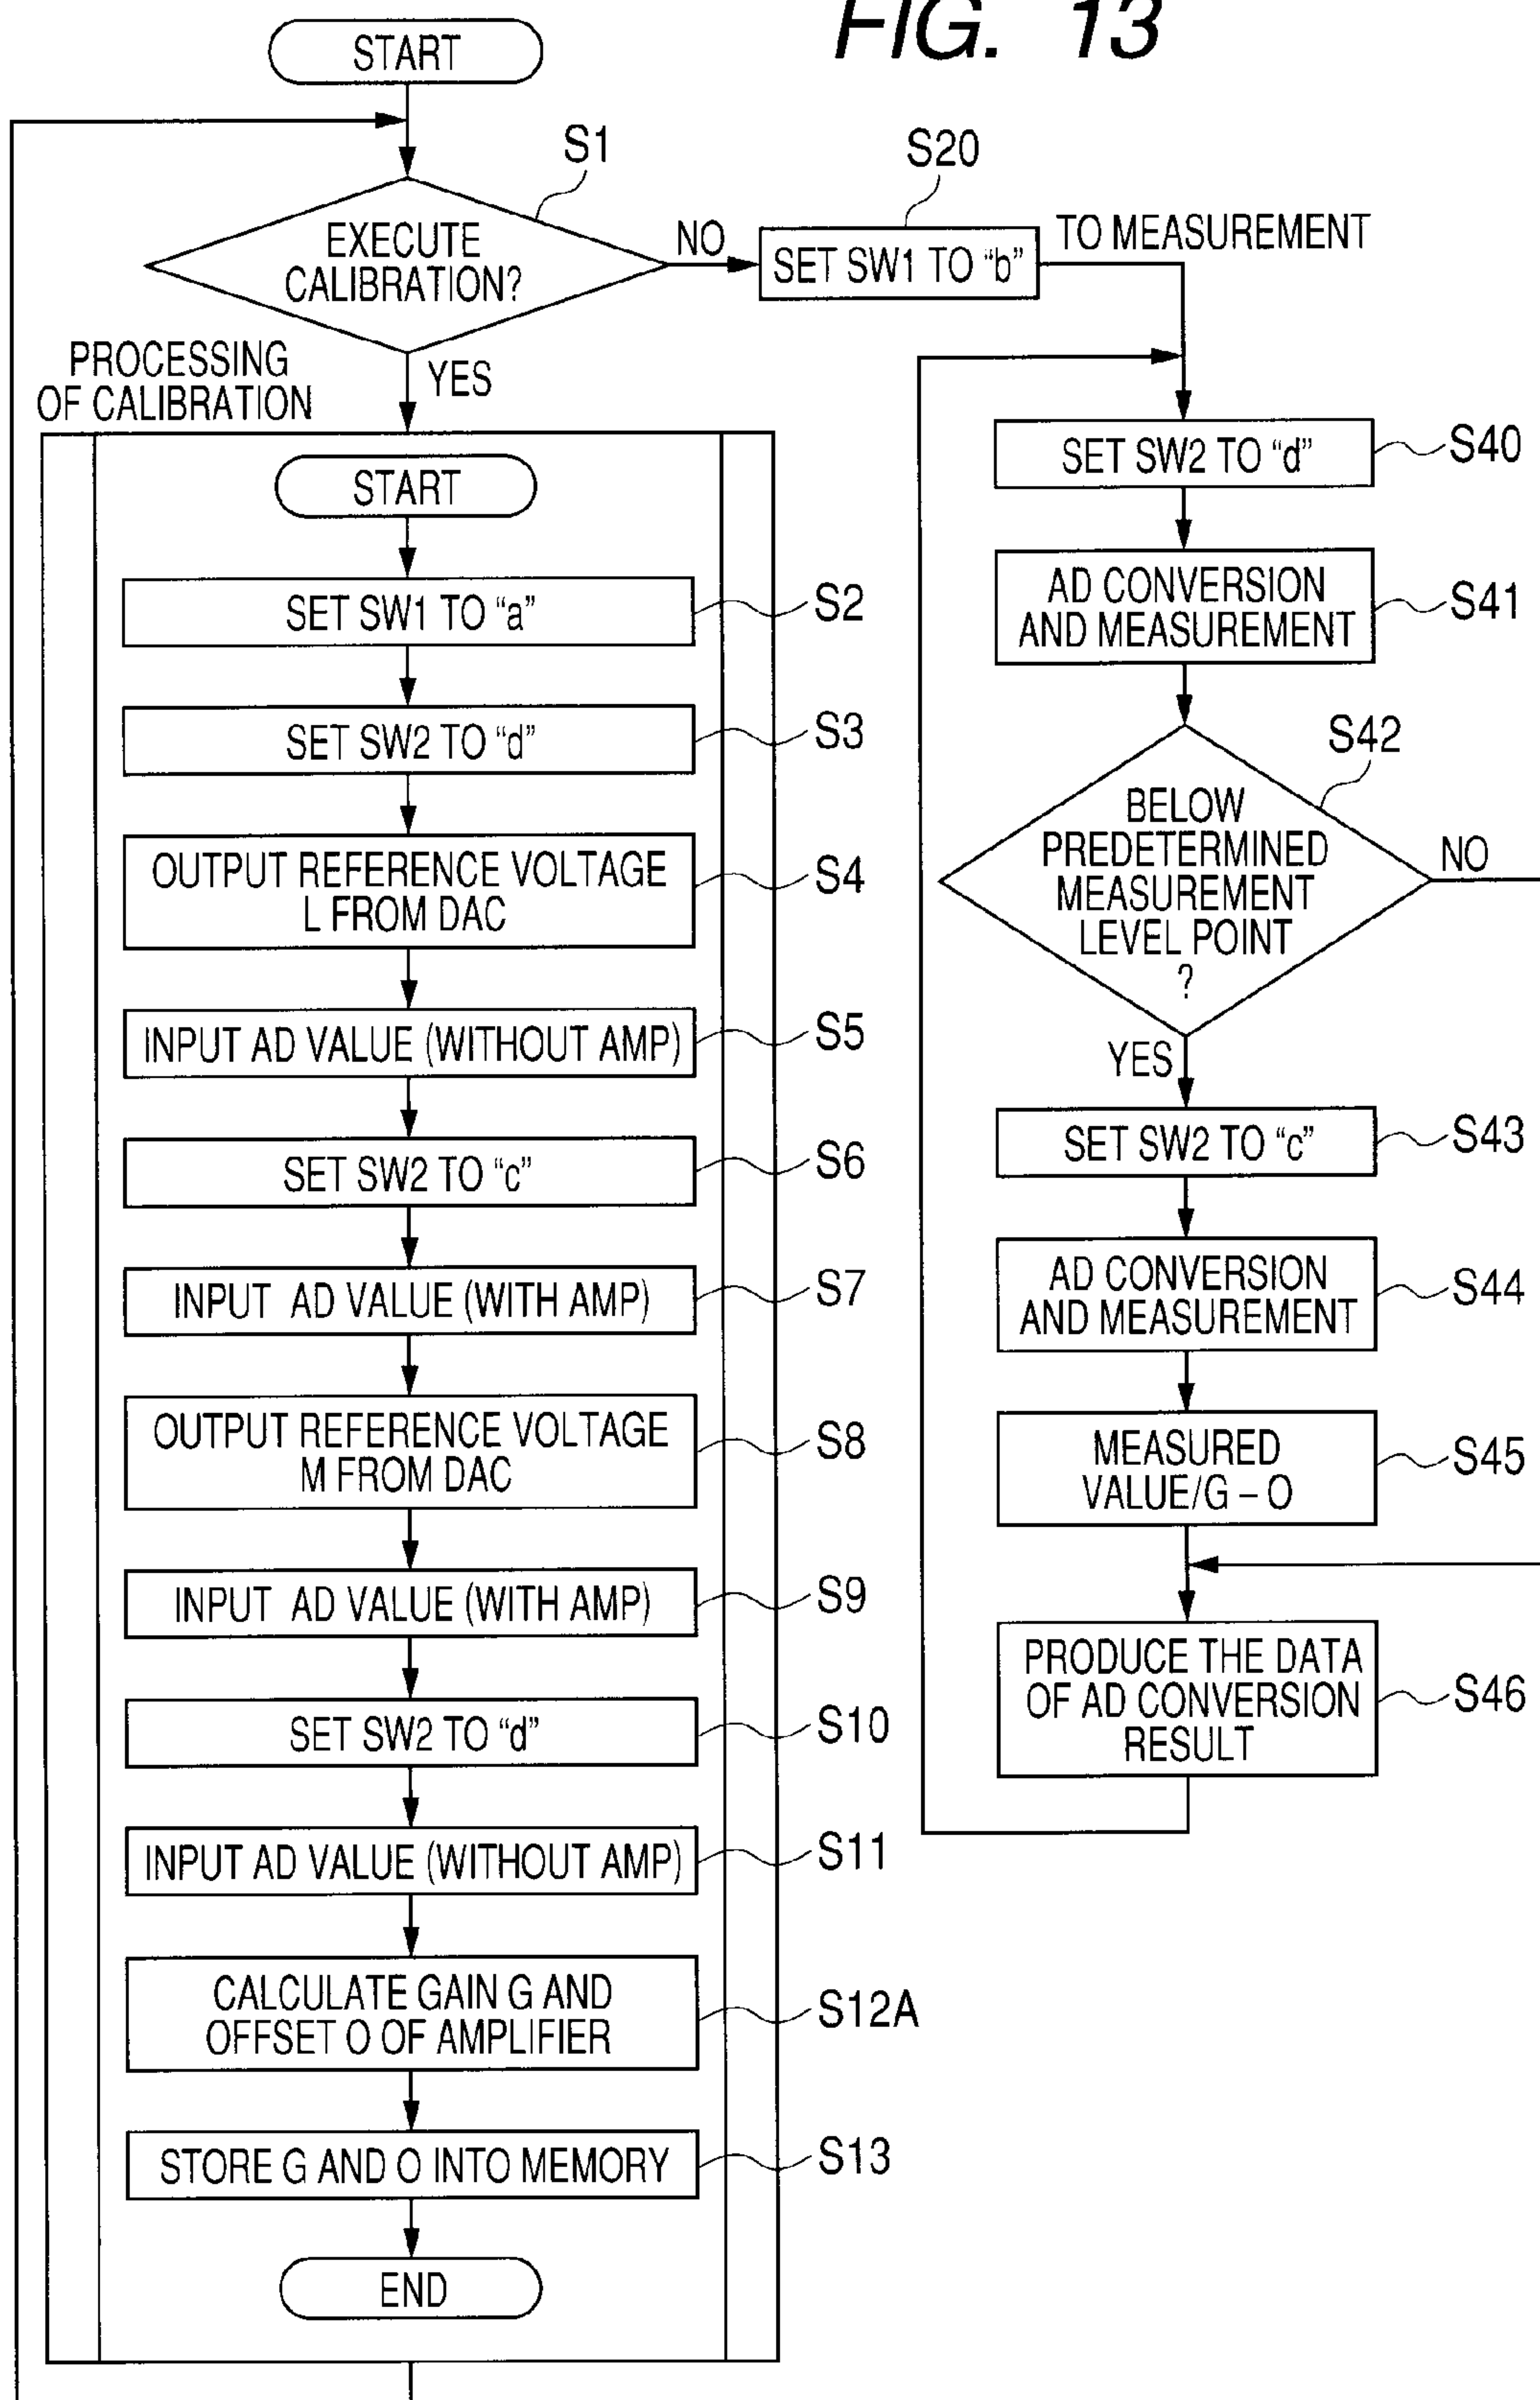 FIG. 13
START
S1
EXECUTE
CALIBRATION?
NO
S20
SET SW1 TO “b”
TO MEASUREMENT
YES
PROCESSING
OF CALIBRATION
START
SET SW1 TO “a”
S2
SET SW2 TO “d”
S3
OUTPUT REFERENCE VOLTAGE
L FROM DAC
S4
INPUT AD VALUE (WITHOUT AMP)
S5
SET SW2 TO “c”
S6
INPUT AD VALUE (WITH AMP)
S7
OUTPUT REFERENCE VOLTAGE
M FROM DAC
S8
INPUT AD VALUE (WITH AMP)
S9
SET SW2 TO “d”
S10
INPUT AD VALUE (WITHOUT AMP)
S11
CALCULATE GAIN G AND
OFFSET O OF AMPLIFIER
S12A
STORE G AND O INTO MEMORY
S13
END
SET SW2 TO “d”
S40
AD CONVERSION
AND MEASUREMENT
S41
S42
BELOW
PREDETERMINED
MEASUREMENT
LEVEL POINT
?
NO
YES
SET SW2 TO “c”
S43
AD CONVERSION
AND MEASUREMENT
S44
MEASURED
VALUE/G – O
S45
PRODUCE THE DATA
OF AD CONVERSION
RESULT
S46